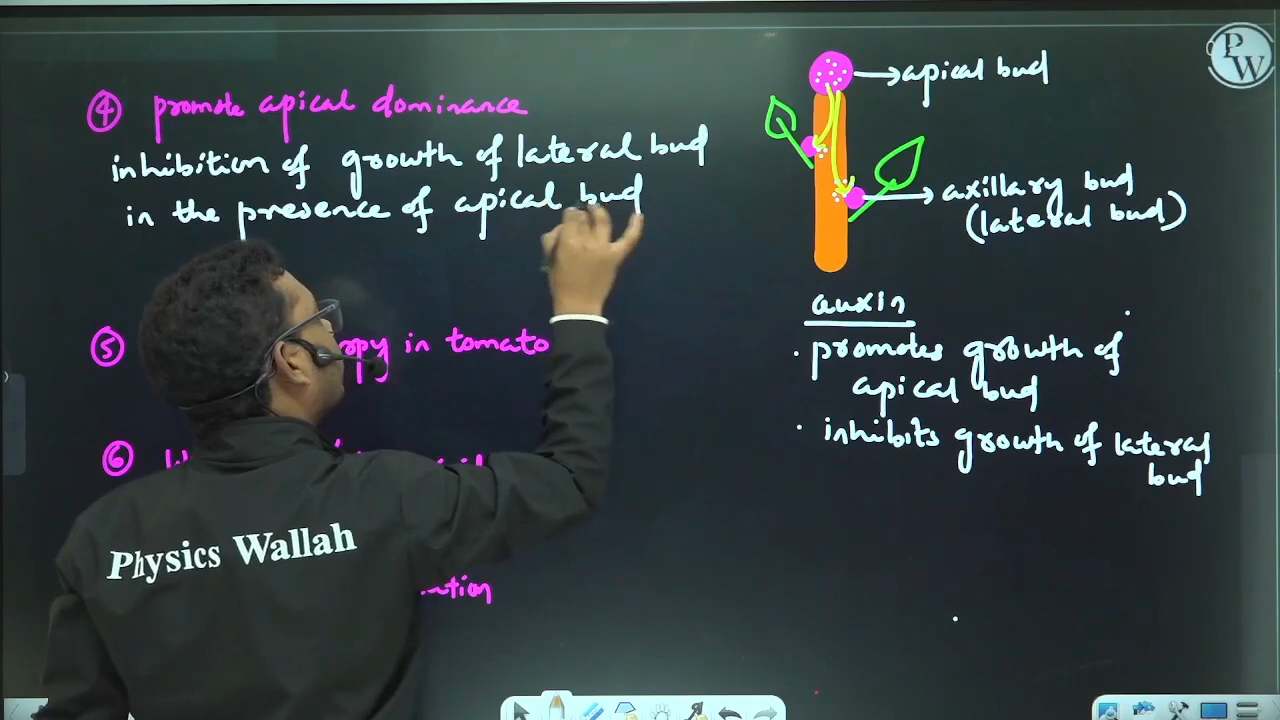 ④ promote apical dominance
inhibition of growth of lateral bud
in the presence of apical bud
⑤ in tomato
⑥
Physics Wallah
PW
→apical bud
→axillary bud
(lateral bud)
auxin
· promotes growth of
apical bud
· inhibits growth of lateral
bud